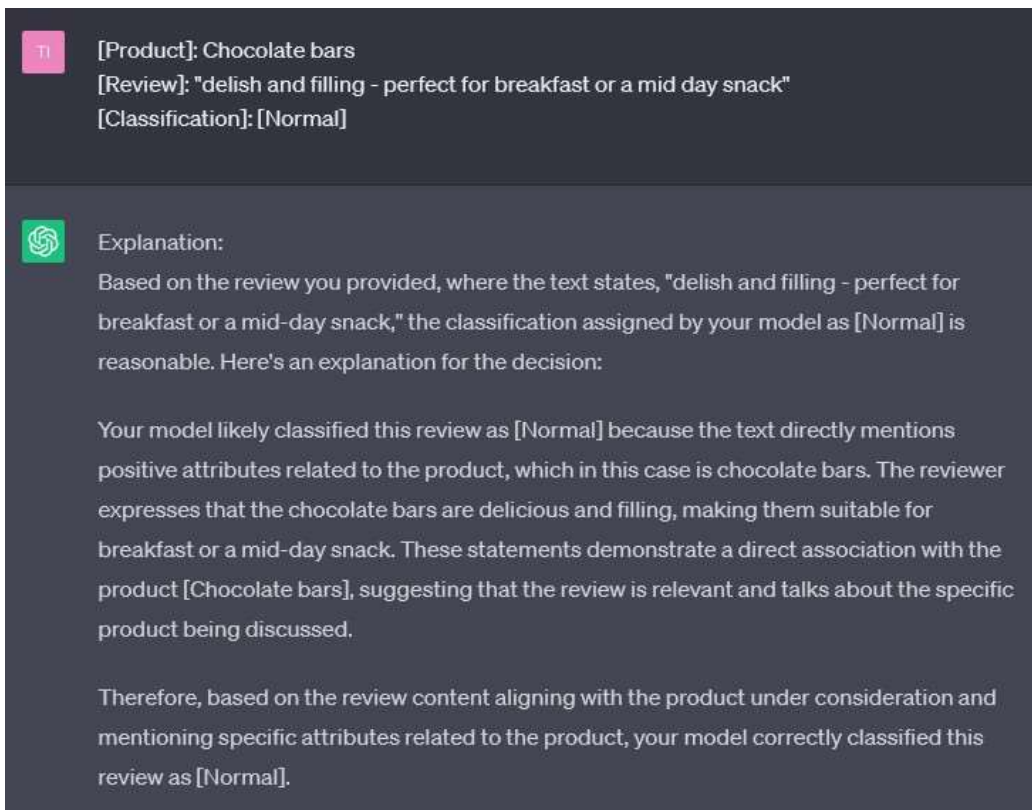 TI
[Product]: Chocolate bars
[Review]: "delish and filling - perfect for breakfast or a mid day snack"
[Classification]: [Normal]
Explanation:
Based on the review you provided, where the text states, "delish and filling - perfect for
breakfast or a mid-day snack," the classification assigned by your model as [Normal] is
reasonable. Here's an explanation for the decision:
Your model likely classified this review as [Normal] because the text directly mentions
positive attributes related to the product, which in this case is chocolate bars. The reviewer
expresses that the chocolate bars are delicious and filling, making them suitable for
breakfast or a mid-day snack. These statements demonstrate a direct association with the
product [Chocolate bars], suggesting that the review is relevant and talks about the specific
product being discussed.
Therefore, based on the review content aligning with the product under consideration and
mentioning specific attributes related to the product, your model correctly classified this
review as [Normal].